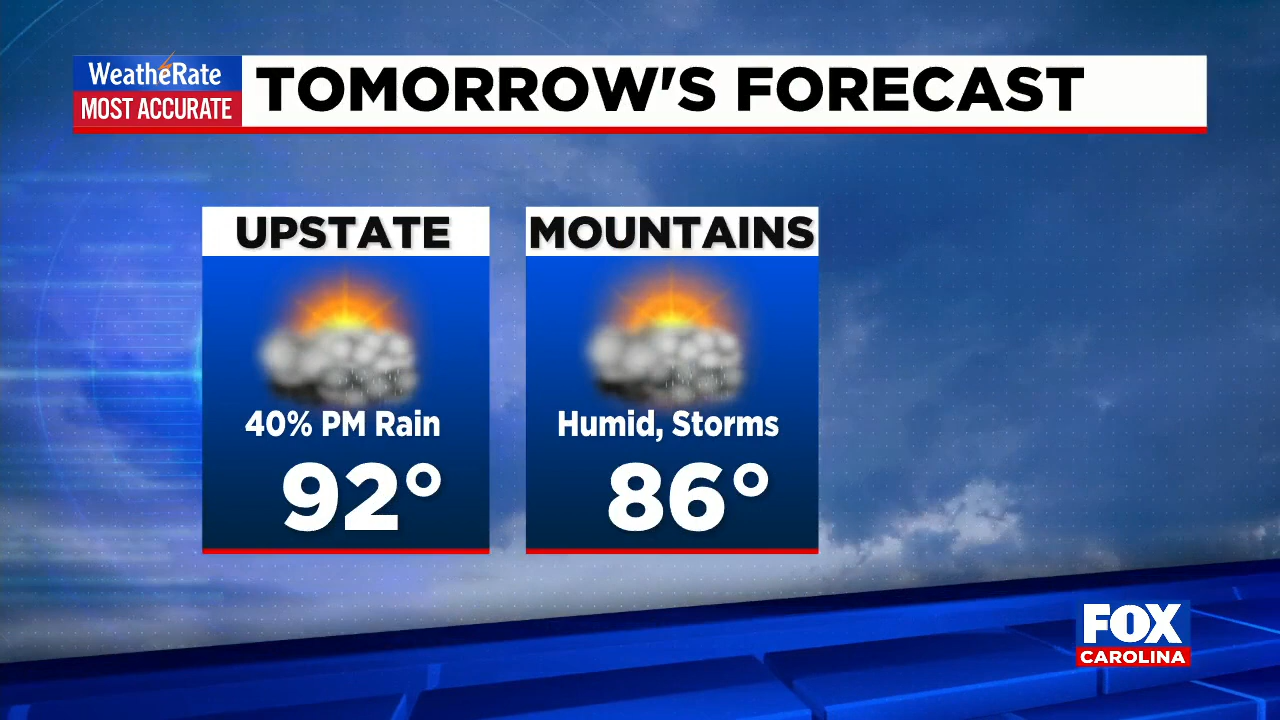 WeatheRate
MOST ACCURATE
TOMORROW'S FORECAST
UPSTATE
40% PM Rain
92°
MOUNTAINS
Humid, Storms
86°
FOX
CAROLINA